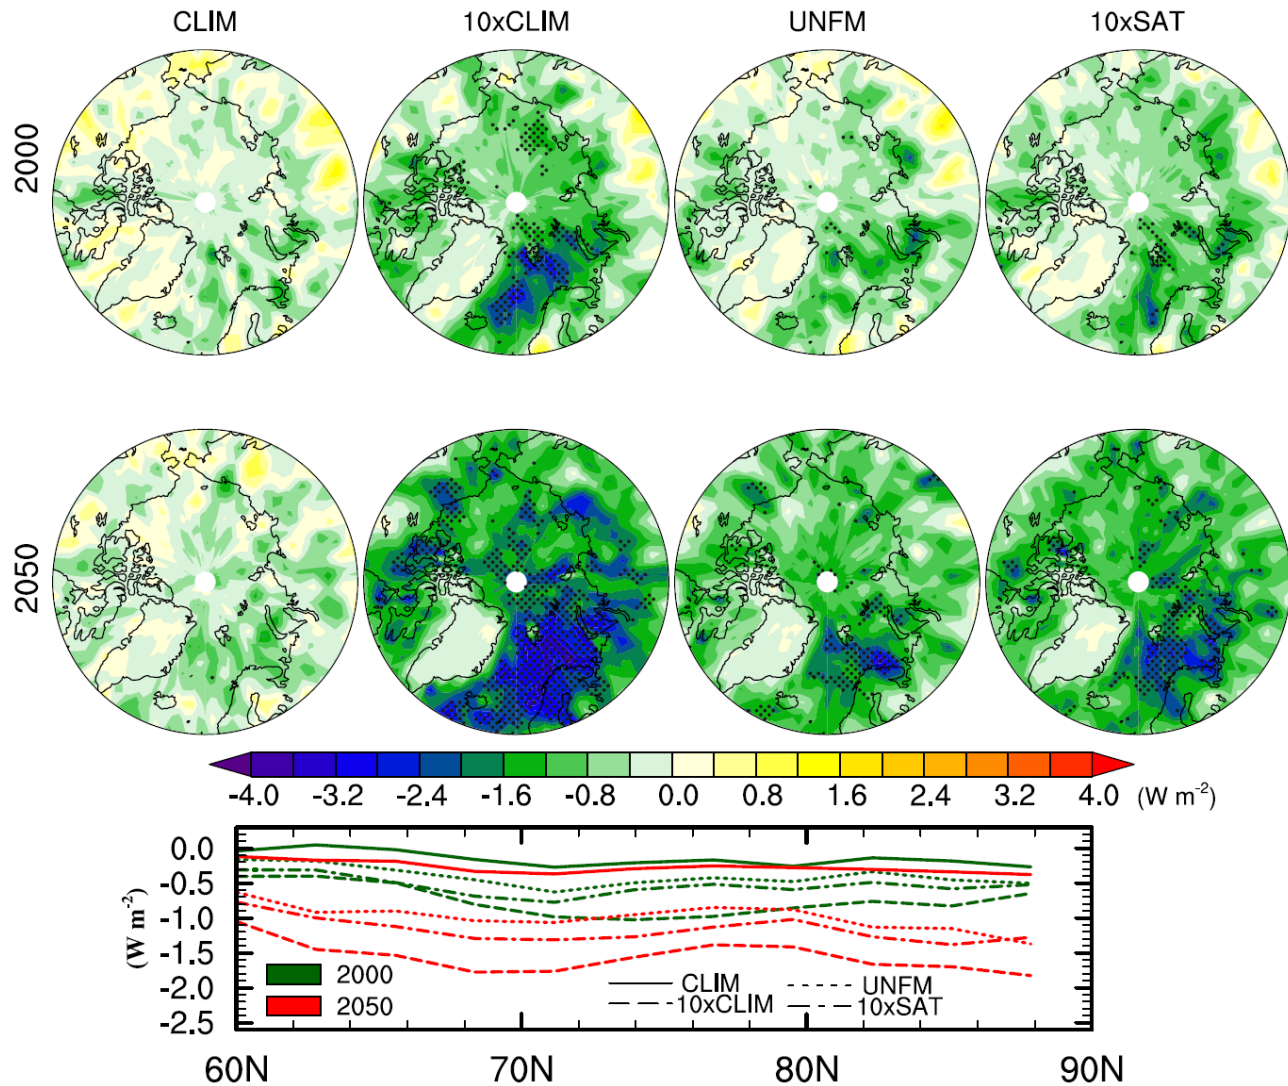 CLIM 10xCLIM UNFM 10xSAT
2000
2050
-4.0 -3.2 -2.4 -1.6 -0.8 0.0 0.8 1.6 2.4 3.2 4.0 (W m⁻²)
0.0
-0.5
-1.0
-1.5
-2.0
-2.5
(W m⁻²)
2000
2050
CLIM UNFM
10xCLIM 10xSAT
60N 70N 80N 90N